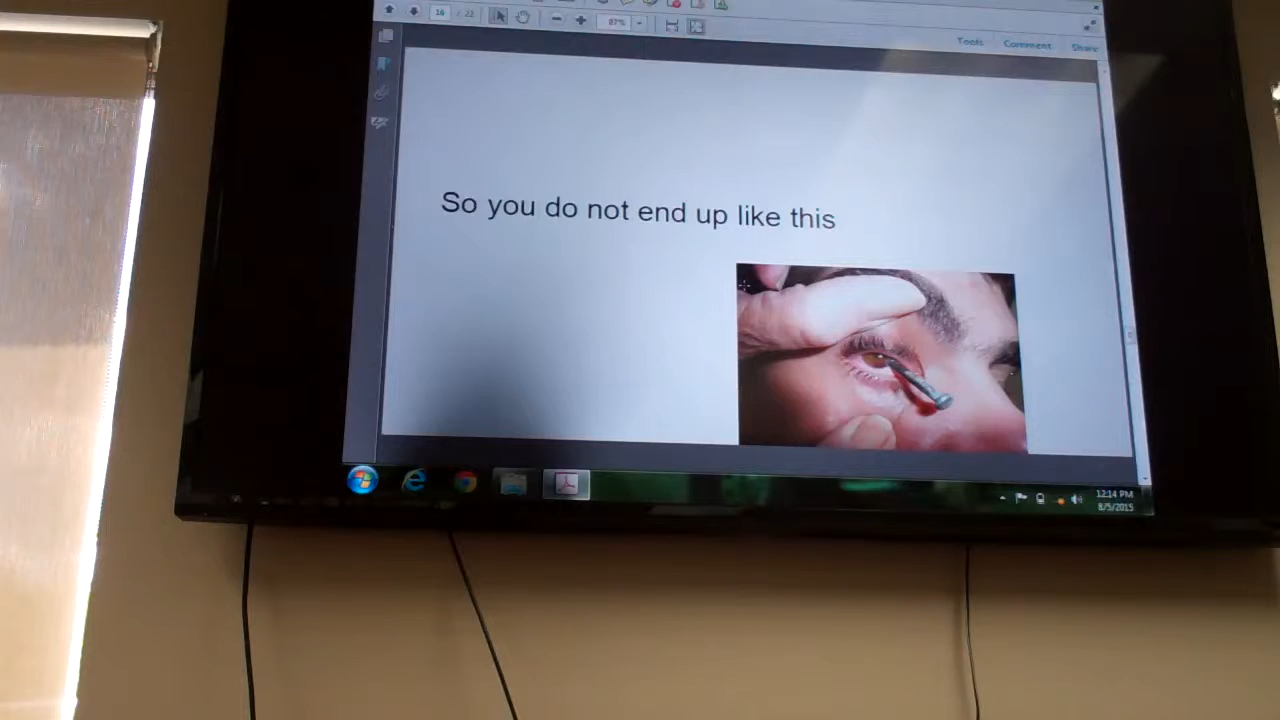 16 / 22
87%
Tools Comment Share
So you do not end up like this
12:14 PM
8/5/2015